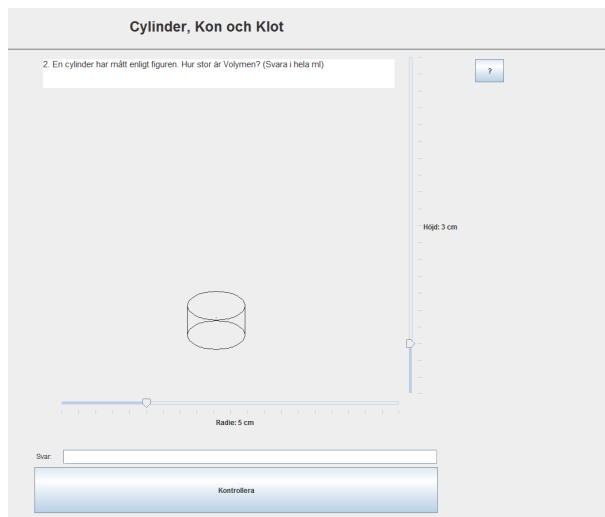 Cylinder, Kon och Klot
2. En cylinder har mått enligt figuren. Hur stor är Volymen? (Svara i hela ml)
?
Höjd: 3 cm
Radie: 5 cm
Svar:
Kontrollera